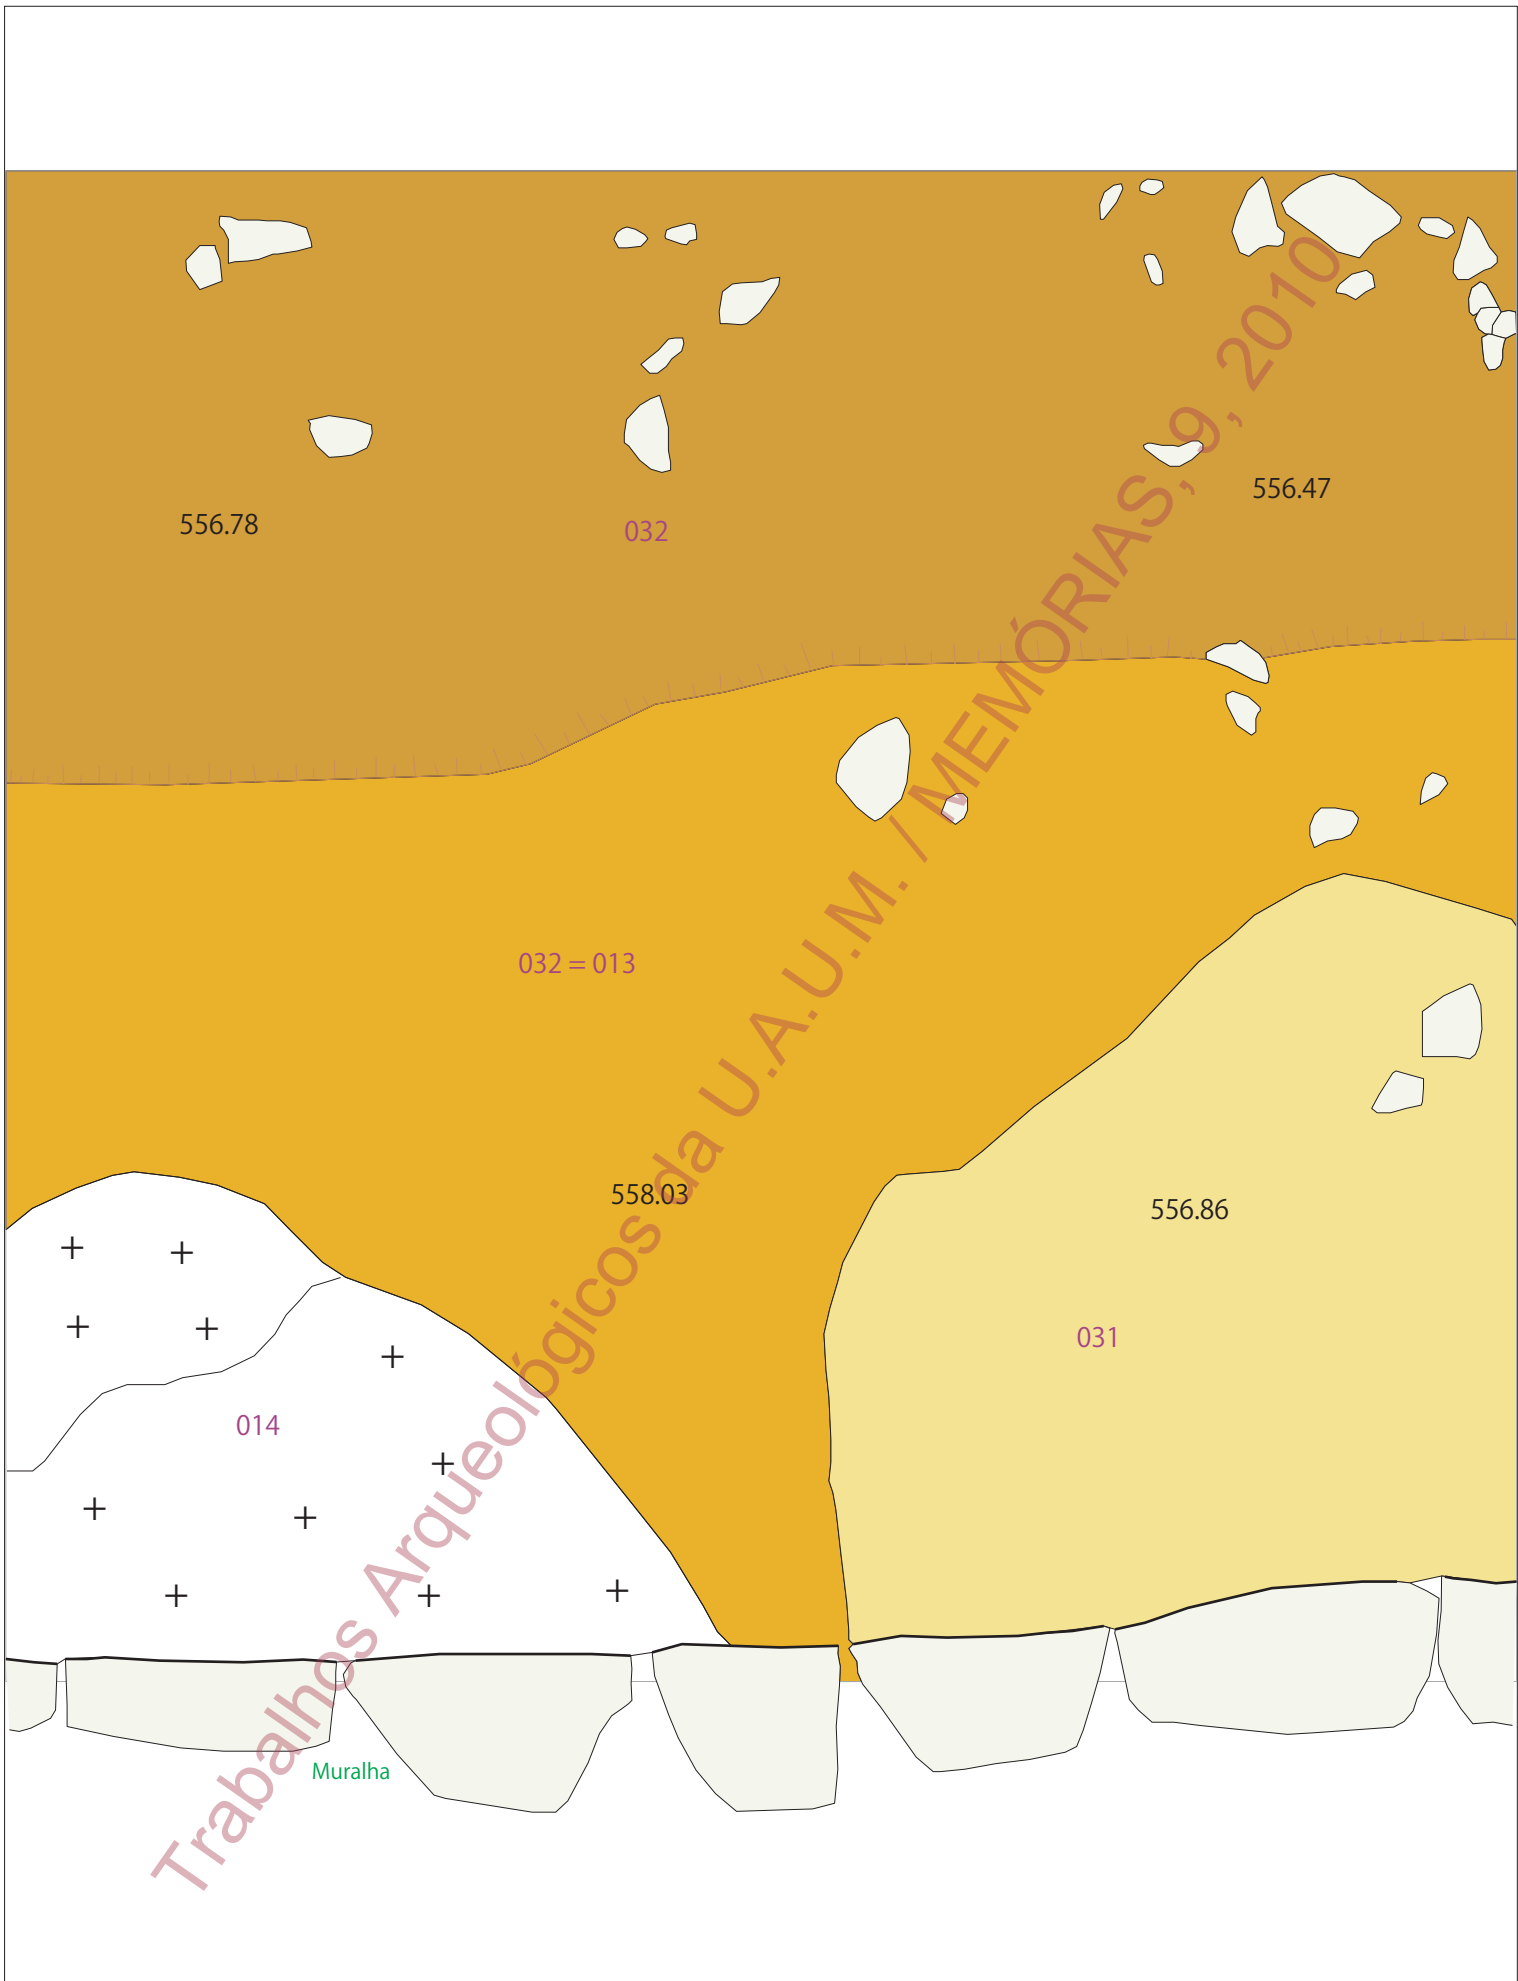 556.47
556.78
032
032 = 013
558.03
556.86
031
014
Muralha
Trabalhos Arqueológicos da U.A.U.M. / MEMÓRIAS, 9, 2010